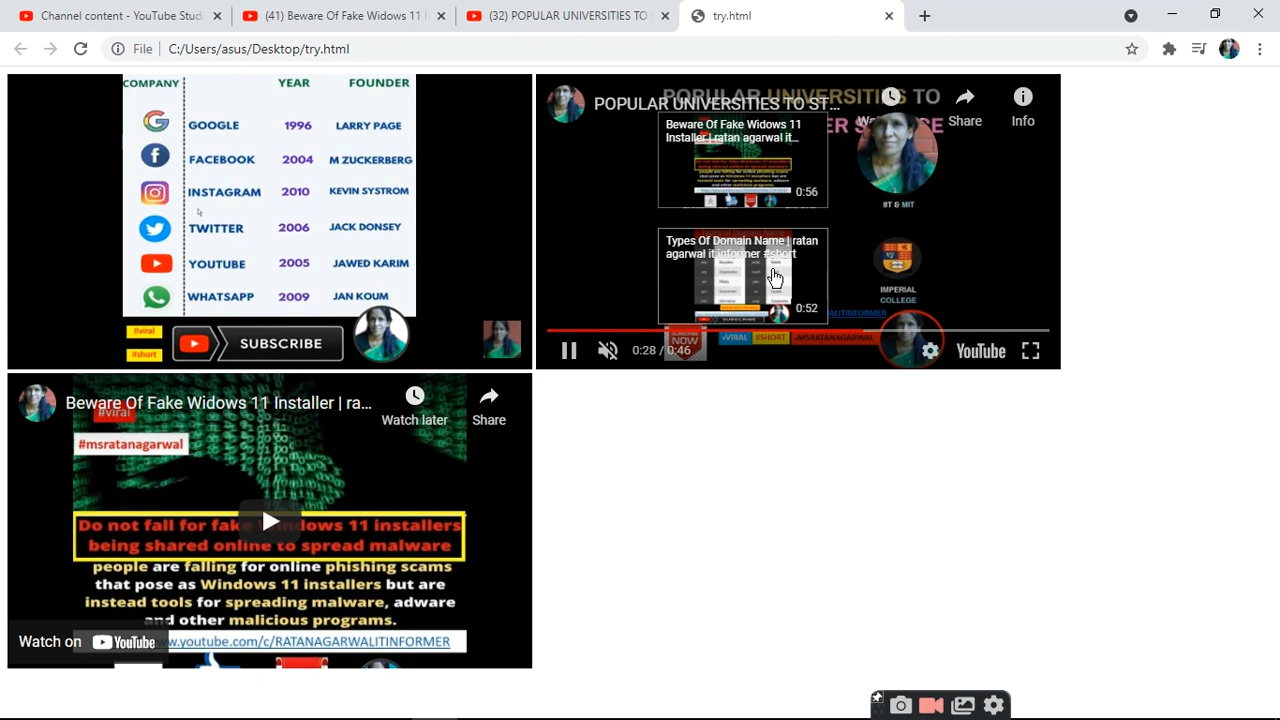 Channel content - YouTube Studi
(41) Beware Of Fake Widows 11 I
(32) POPULAR UNIVERSITIES TO S
try.html
File
C:/Users/asus/Desktop/try.html
COMPANY YEAR FOUNDER
GOOGLE 1996 LARRY PAGE
FACEBOOK 2004 M ZUCKERBERG
INSTAGRAM 2010 KEVIN SYSTROM
TWITTER 2006 JACK DONSEY
YOUTUBE 2005 JAWED KARIM
WHATSAPP 2009 JAN KOUM
#viral
#short
SUBSCRIBE
POPULAR UNIVERSITIES TO ST...
POPULAR UNIVERSITIES TO
Share
Info
Beware Of Fake Widows 11
Installer | ratan agarwal it...
0:56
IIT & MIT
Types Of Domain Name | ratan
agarwal it informer #short
0:52
IMPERIAL
COLLEGE
SUBSCRIBE
NOW
#VIRAL
#SHORT
#MSRATANAGARWAL
0:28 / 0:46
YouTube
Beware Of Fake Widows 11 Installer | ra...
Watch later
Share
#viral
#msratanagarwal
Do not fall for fake Windows 11 installers
being shared online to spread malware
people are falling for online phishing scams
that pose as Windows 11 installers but are
instead tools for spreading malware, adware
and other malicious programs.
Watch on YouTube
w.youtube.com/c/RATANAGARWALITINFORMER